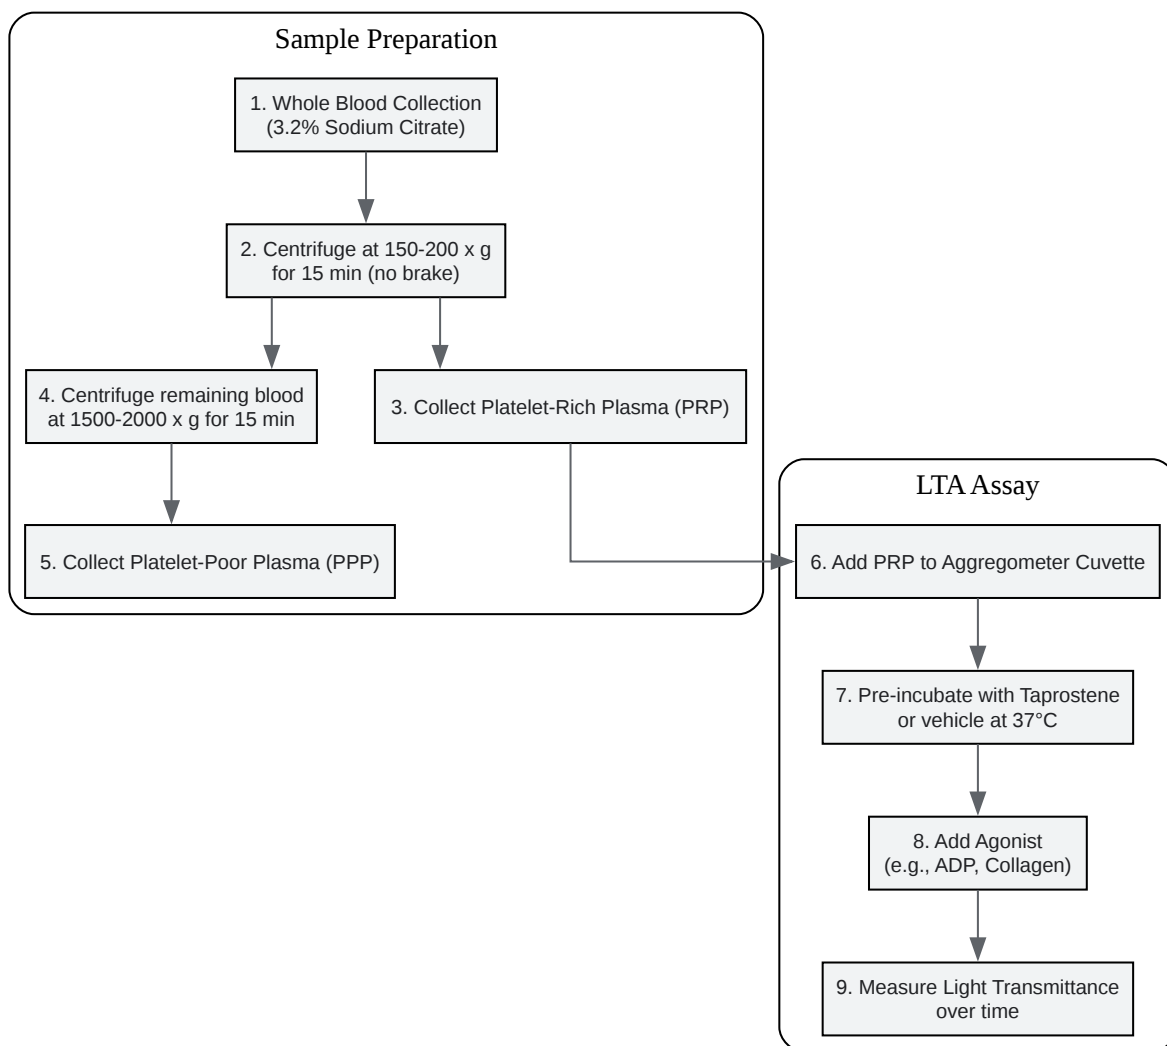 Sample Preparation
1. Whole Blood Collection
(3.2% Sodium Citrate)
2. Centrifuge at 150-200 x g
for 15 min (no brake)
4. Centrifuge remaining blood
at 1500-2000 x g for 15 min
3. Collect Platelet-Rich Plasma (PRP)
5. Collect Platelet-Poor Plasma (PPP)
LTA Assay
6. Add PRP to Aggregometer Cuvette
7. Pre-incubate with Taprostene
or vehicle at 37°C
8. Add Agonist
(e.g., ADP, Collagen)
9. Measure Light Transmittance
over time